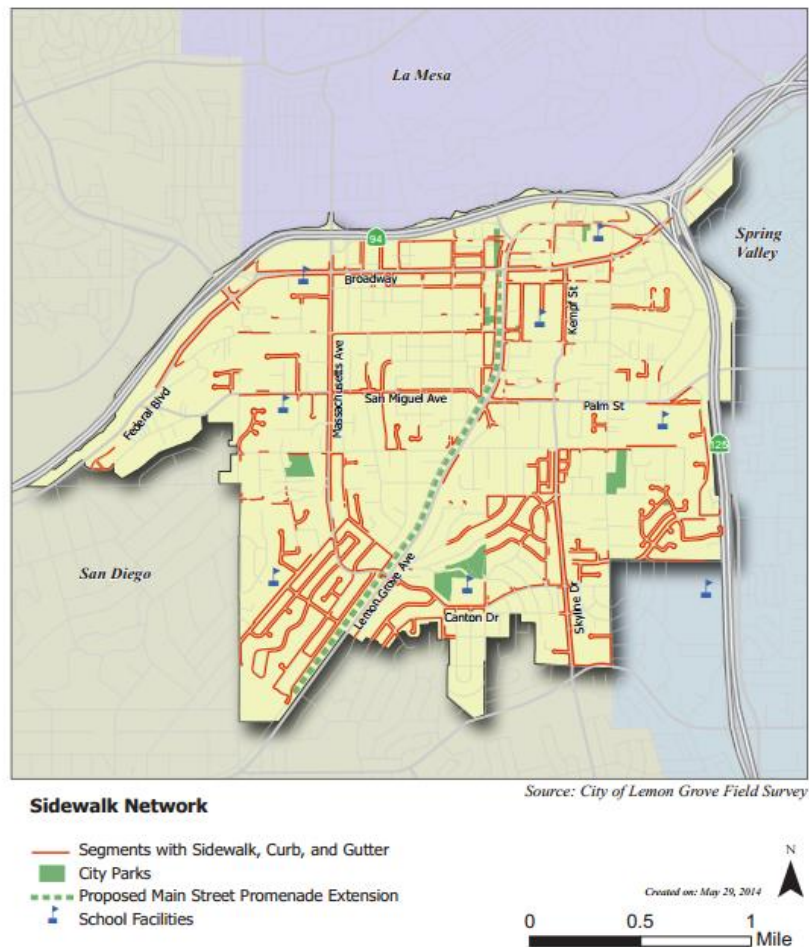 La Mesa
94
Spring
Valley
Broadway
Kempf St
Massachusetts Ave
San Miguel Ave
Palm St
Federal Blvd
125
San Diego
Lemon Grove Ave
Canton Dr
Skyline Dr
Source: City of Lemon Grove Field Survey
Sidewalk Network
Segments with Sidewalk, Curb, and Gutter
City Parks
Proposed Main Street Promenade Extension
School Facilities
N
Created on: May 29, 2014
0 0.5 1
Mile